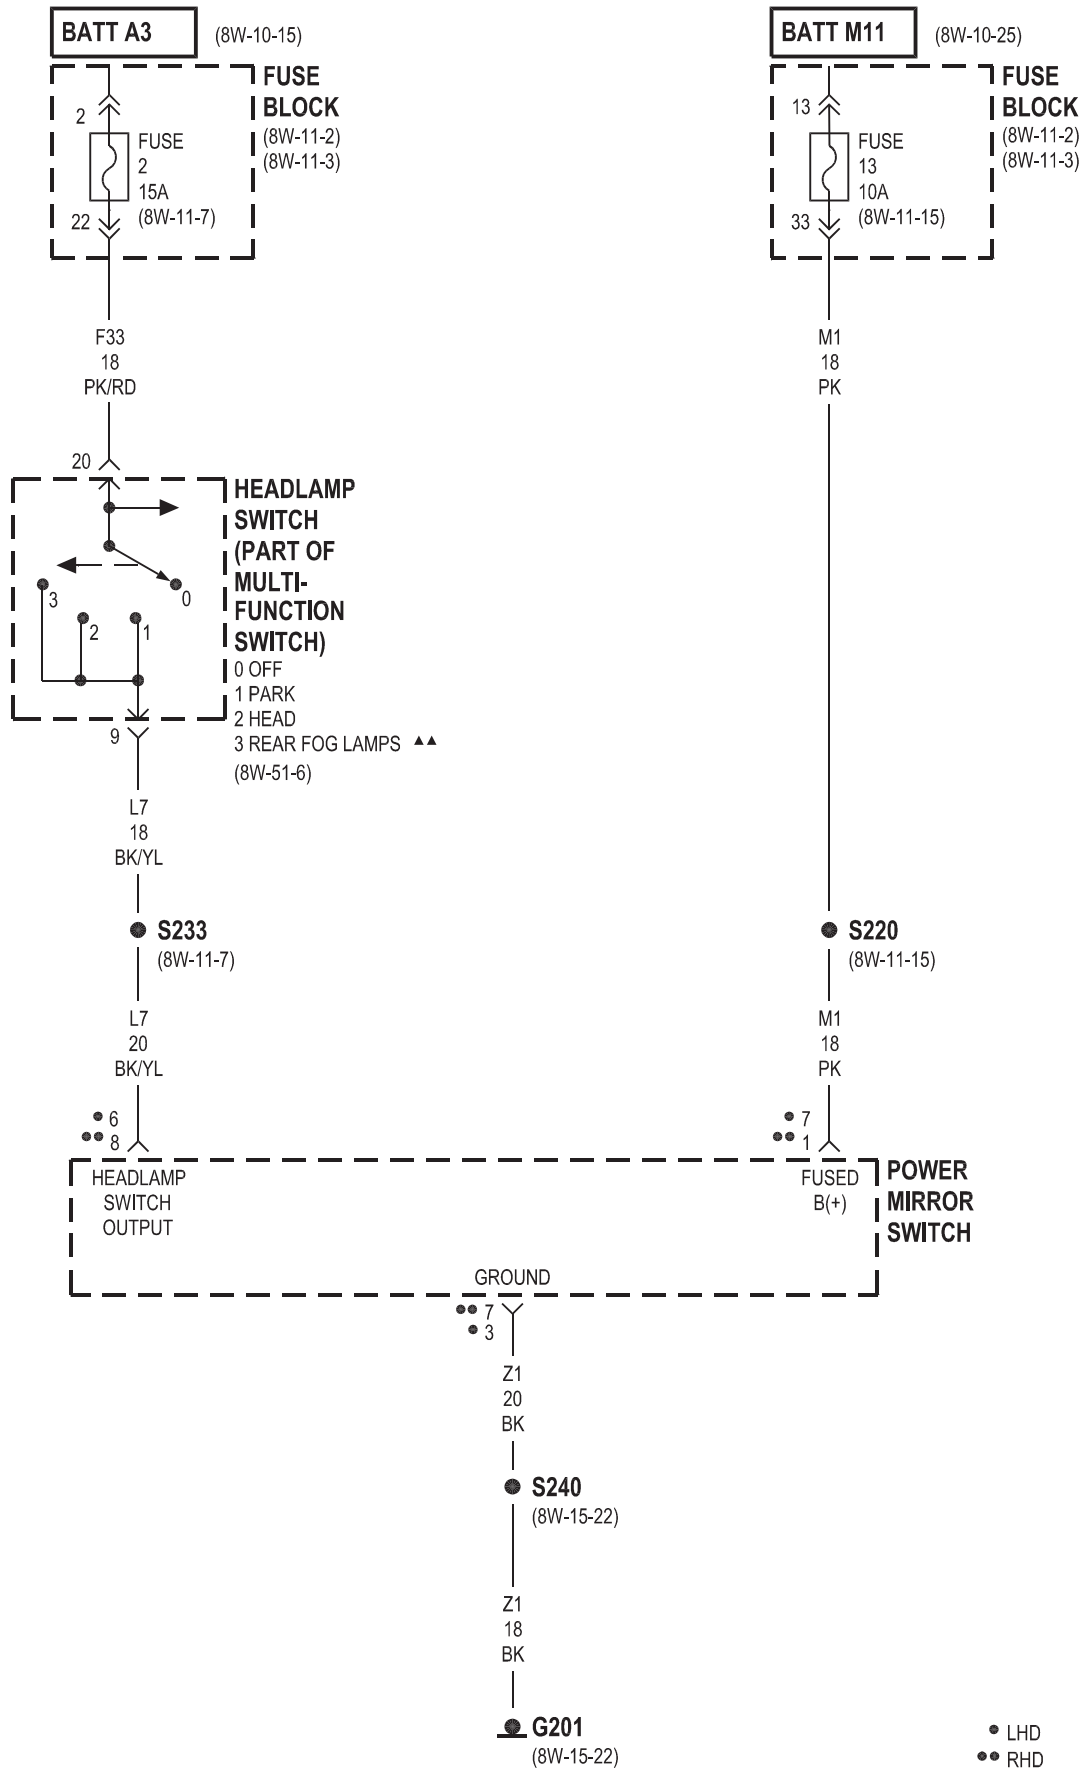 BATT A3
(8W-10-15)
BATT M11
(8W-10-25)
FUSE
BLOCK
(8W-11-2)
(8W-11-3)
2
FUSE
2
15A
(8W-11-7)
22
FUSE
BLOCK
(8W-11-2)
(8W-11-3)
13
FUSE
13
10A
(8W-11-15)
33
F33
18
PK/RD
M1
18
PK
20
HEADLAMP
SWITCH
(PART OF
MULTI-
FUNCTION
SWITCH)
0 OFF
1 PARK
2 HEAD
3 REAR FOG LAMPS ▲▲
(8W-51-6)
3
0
2
1
9
L7
18
BK/YL
S233
(8W-11-7)
S220
(8W-11-15)
L7
20
BK/YL
M1
18
PK
● 6
●● 8
● 7
●● 1
HEADLAMP
SWITCH
OUTPUT
FUSED
B(+)
POWER
MIRROR
SWITCH
GROUND
●● 7
● 3
Z1
20
BK
S240
(8W-15-22)
Z1
18
BK
G201
(8W-15-22)
● LHD
●● RHD